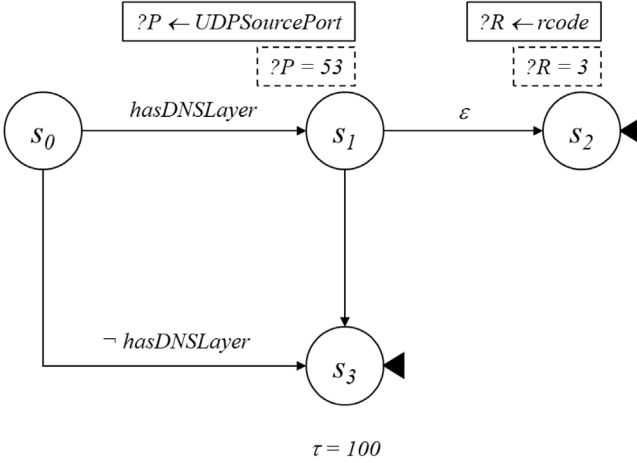 ?P ← UDPSourcePort
?R ← rcode
?P = 53
?R = 3
hasDNSLayer
ε
s0
s1
s2
¬ hasDNSLayer
s3
τ = 100